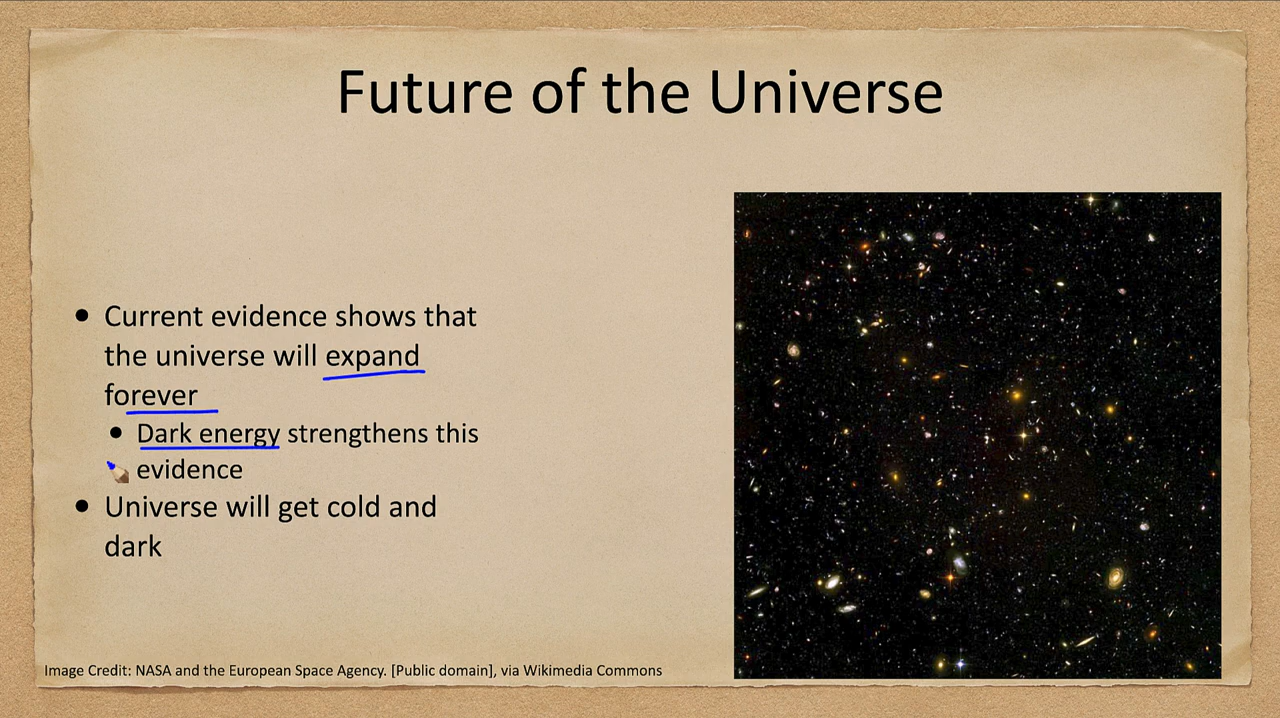 Future of the Universe
• Current evidence shows that
the universe will expand
forever
• Dark energy strengthens this
evidence
• Universe will get cold and
dark
Image Credit: NASA and the European Space Agency. [Public domain], via Wikimedia Commons